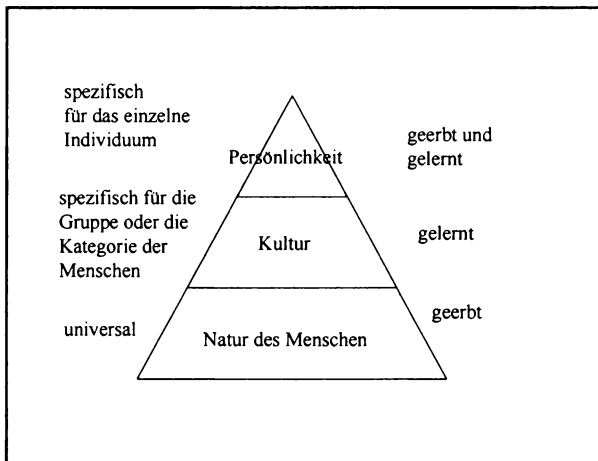 spezifisch
für das einzelne
Individuum
Persönlichkeit
geerbt und
gelernt
spezifisch für die
Gruppe oder die
Kategorie der
Menschen
Kultur
gelernt
universal
Natur des Menschen
geerbt